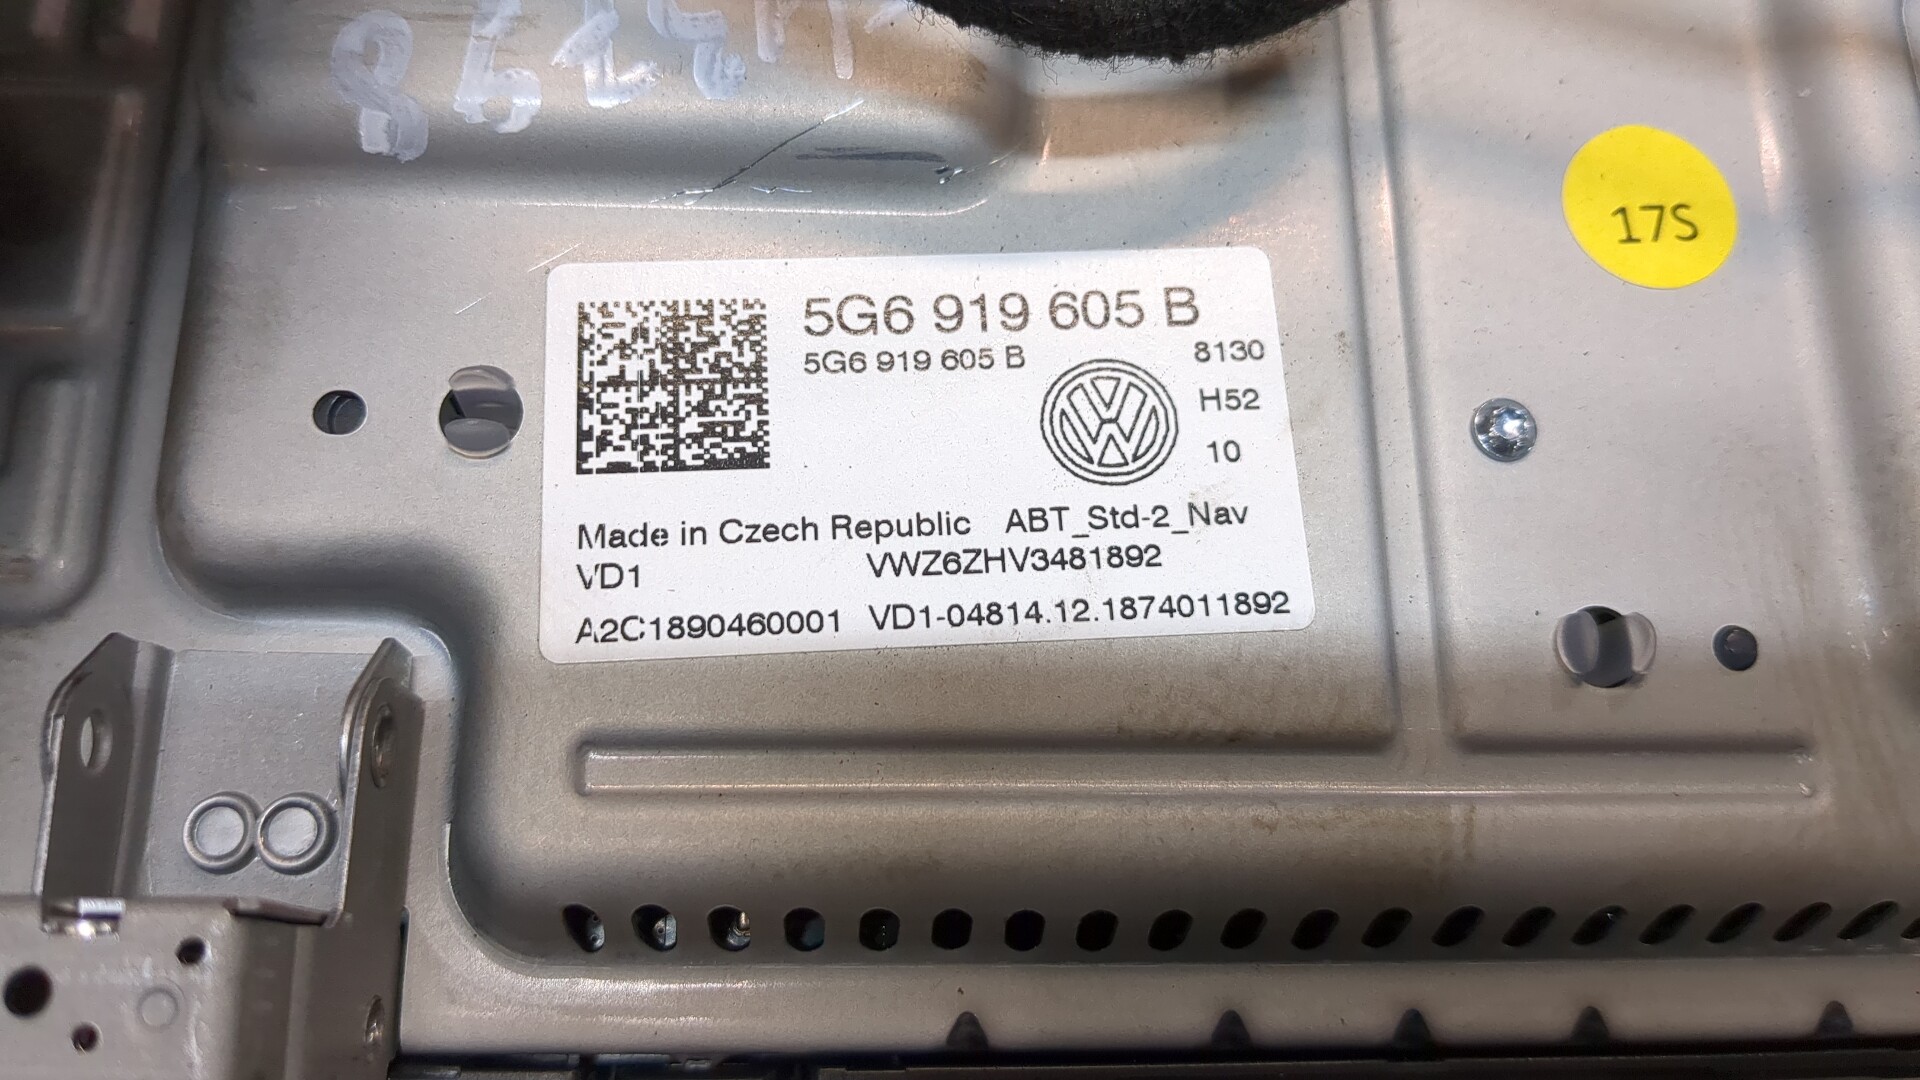 17S
5G6 919 605 B
5G6 919 605 B
8130
H52
10
Made in Czech Republic ABT_Std-2_Nav
VD1 VWZ6ZHV3481892
A2C1890460001 VD1-04814.12.1874011892